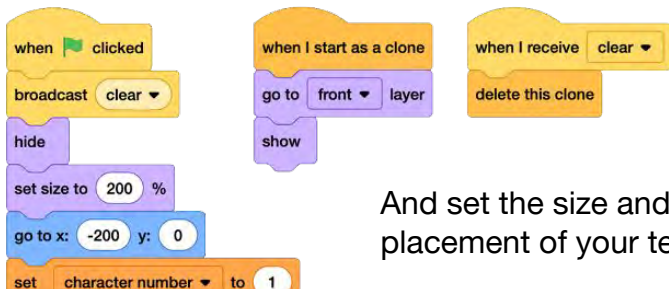 when clicked
broadcast clear
hide
set size to 200 %
go to x: -200 y: 0
set character number to 1
when I start as a clone
go to front layer
show
when I receive clear
delete this clone
And set the size and
placement of your te